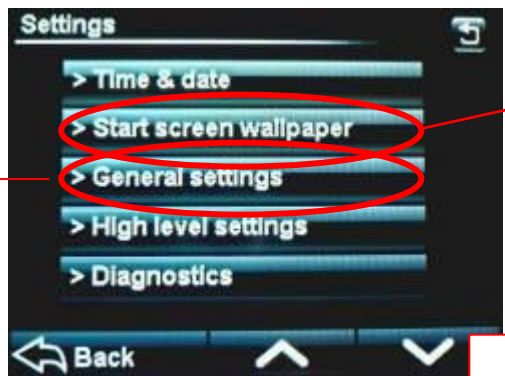 Settings
> Time & date
> Start screen wallpaper
> General settings
> High level settings
> Diagnostics
Back